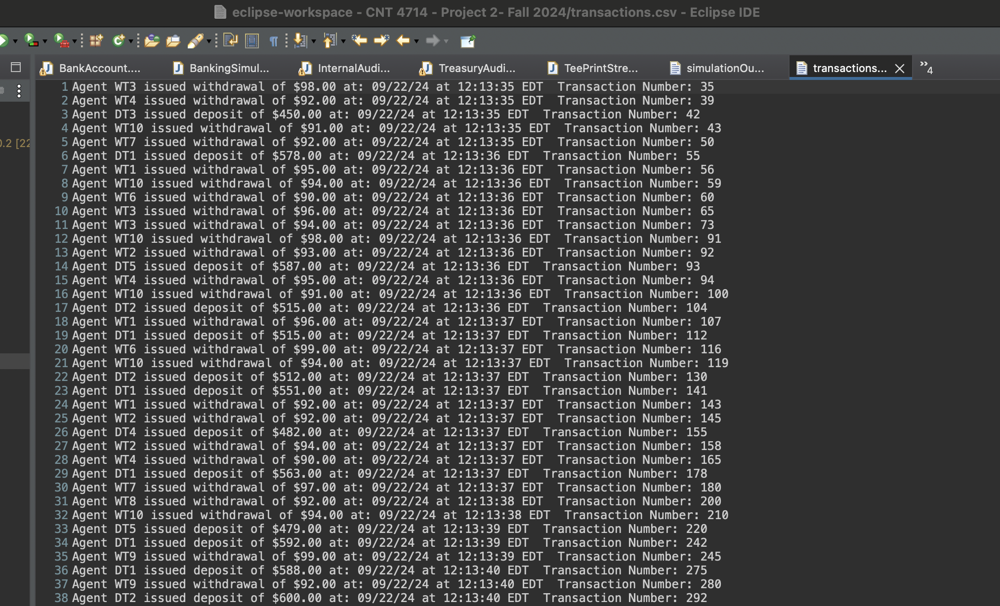 eclipse-workspace - CNT 4714 - Project 2- Fall 2024/transactions.csv - Eclipse IDE
BankAccount.... BankingSimul... InternalAudi... TreasuryAudi... TeePrintStre... simulationOu... transactions... »4
1 Agent WT3 issued withdrawal of $98.00 at: 09/22/24 at 12:13:35 EDT  Transaction Number: 35
2 Agent WT4 issued withdrawal of $92.00 at: 09/22/24 at 12:13:35 EDT  Transaction Number: 39
3 Agent DT3 issued deposit of $450.00 at: 09/22/24 at 12:13:35 EDT  Transaction Number: 42
4 Agent WT10 issued withdrawal of $91.00 at: 09/22/24 at 12:13:35 EDT  Transaction Number: 43
0.2 [22
5 Agent WT7 issued withdrawal of $92.00 at: 09/22/24 at 12:13:35 EDT  Transaction Number: 50
6 Agent DT1 issued deposit of $578.00 at: 09/22/24 at 12:13:36 EDT  Transaction Number: 55
7 Agent WT1 issued withdrawal of $95.00 at: 09/22/24 at 12:13:36 EDT  Transaction Number: 56
8 Agent WT10 issued withdrawal of $94.00 at: 09/22/24 at 12:13:36 EDT  Transaction Number: 59
9 Agent WT6 issued withdrawal of $90.00 at: 09/22/24 at 12:13:36 EDT  Transaction Number: 60
10 Agent WT3 issued withdrawal of $96.00 at: 09/22/24 at 12:13:36 EDT  Transaction Number: 65
11 Agent WT3 issued withdrawal of $94.00 at: 09/22/24 at 12:13:36 EDT  Transaction Number: 73
12 Agent WT10 issued withdrawal of $98.00 at: 09/22/24 at 12:13:36 EDT  Transaction Number: 91
13 Agent WT2 issued withdrawal of $93.00 at: 09/22/24 at 12:13:36 EDT  Transaction Number: 92
14 Agent DT5 issued deposit of $587.00 at: 09/22/24 at 12:13:36 EDT  Transaction Number: 93
15 Agent WT4 issued withdrawal of $95.00 at: 09/22/24 at 12:13:36 EDT  Transaction Number: 94
16 Agent WT10 issued withdrawal of $91.00 at: 09/22/24 at 12:13:36 EDT  Transaction Number: 100
17 Agent DT2 issued deposit of $515.00 at: 09/22/24 at 12:13:36 EDT  Transaction Number: 104
18 Agent WT1 issued withdrawal of $96.00 at: 09/22/24 at 12:13:37 EDT  Transaction Number: 107
19 Agent DT1 issued deposit of $515.00 at: 09/22/24 at 12:13:37 EDT  Transaction Number: 112
20 Agent WT6 issued withdrawal of $99.00 at: 09/22/24 at 12:13:37 EDT  Transaction Number: 116
21 Agent WT10 issued withdrawal of $94.00 at: 09/22/24 at 12:13:37 EDT  Transaction Number: 119
22 Agent DT2 issued deposit of $512.00 at: 09/22/24 at 12:13:37 EDT  Transaction Number: 130
23 Agent DT1 issued deposit of $551.00 at: 09/22/24 at 12:13:37 EDT  Transaction Number: 141
24 Agent WT1 issued withdrawal of $92.00 at: 09/22/24 at 12:13:37 EDT  Transaction Number: 143
25 Agent WT2 issued withdrawal of $92.00 at: 09/22/24 at 12:13:37 EDT  Transaction Number: 145
26 Agent DT4 issued deposit of $482.00 at: 09/22/24 at 12:13:37 EDT  Transaction Number: 155
27 Agent WT2 issued withdrawal of $94.00 at: 09/22/24 at 12:13:37 EDT  Transaction Number: 158
28 Agent WT4 issued withdrawal of $90.00 at: 09/22/24 at 12:13:37 EDT  Transaction Number: 165
29 Agent DT1 issued deposit of $563.00 at: 09/22/24 at 12:13:37 EDT  Transaction Number: 178
30 Agent WT7 issued withdrawal of $97.00 at: 09/22/24 at 12:13:37 EDT  Transaction Number: 180
31 Agent WT8 issued withdrawal of $92.00 at: 09/22/24 at 12:13:38 EDT  Transaction Number: 200
32 Agent WT10 issued withdrawal of $94.00 at: 09/22/24 at 12:13:38 EDT  Transaction Number: 210
33 Agent DT5 issued deposit of $479.00 at: 09/22/24 at 12:13:39 EDT  Transaction Number: 220
34 Agent DT1 issued deposit of $592.00 at: 09/22/24 at 12:13:39 EDT  Transaction Number: 242
35 Agent WT9 issued withdrawal of $99.00 at: 09/22/24 at 12:13:39 EDT  Transaction Number: 245
36 Agent DT1 issued deposit of $588.00 at: 09/22/24 at 12:13:40 EDT  Transaction Number: 275
37 Agent WT9 issued withdrawal of $92.00 at: 09/22/24 at 12:13:40 EDT  Transaction Number: 280
38 Agent DT2 issued deposit of $600.00 at: 09/22/24 at 12:13:40 EDT  Transaction Number: 292